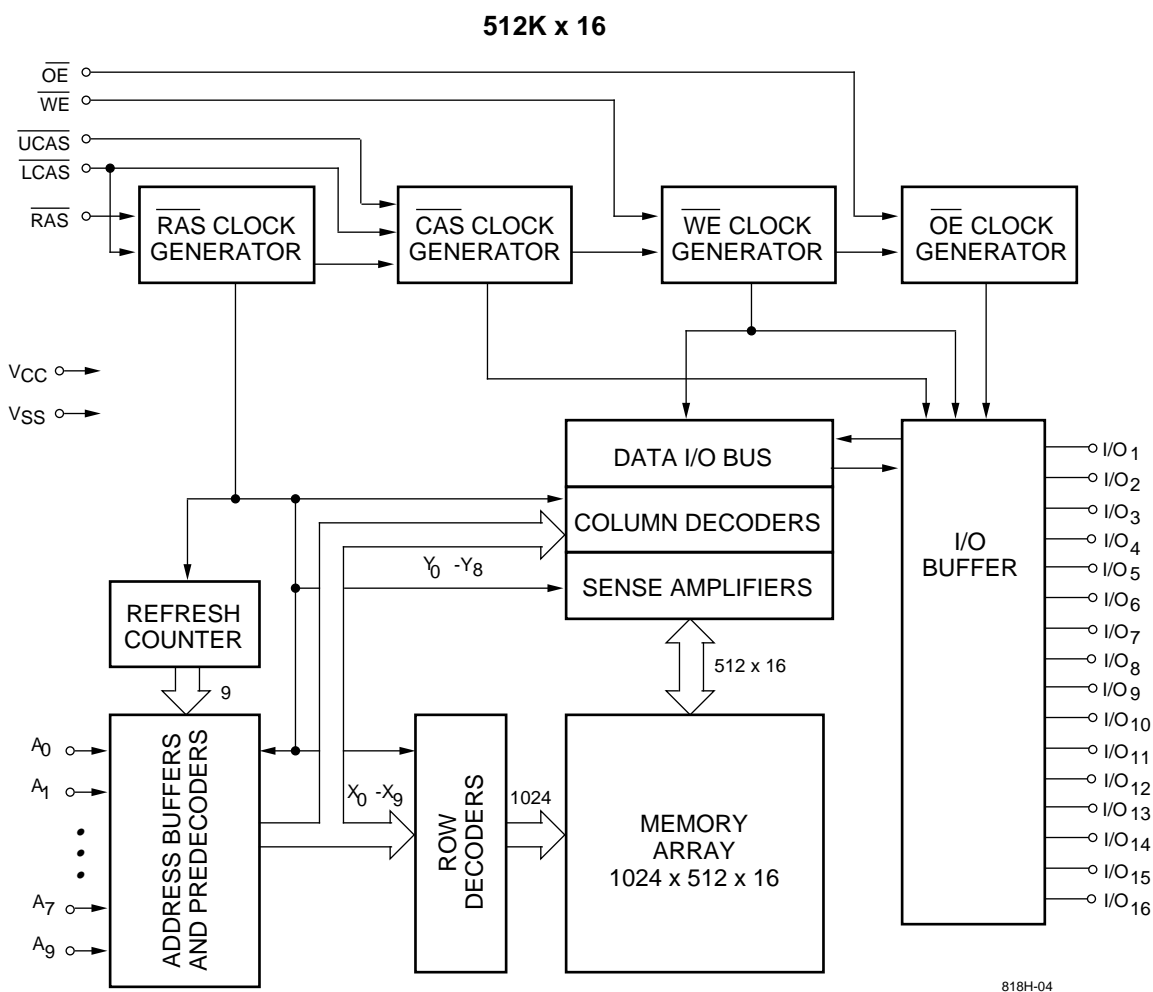 512K x 16
OE
WE
UCAS
LCAS
RAS
RAS CLOCK
GENERATOR
CAS CLOCK
GENERATOR
WE CLOCK
GENERATOR
OE CLOCK
GENERATOR
VCC
VSS
DATA I/O BUS
COLUMN DECODERS
SENSE AMPLIFIERS
Y0 -Y8
REFRESH
COUNTER
9
512 x 16
I/O
BUFFER
I/O1
I/O2
I/O3
I/O4
I/O5
I/O6
I/O7
I/O8
I/O9
I/O10
I/O11
I/O12
I/O13
I/O14
I/O15
I/O16
A0
A1
A7
A9
ADDRESS BUFFERS
AND PREDECODERS
X0 -X9
ROW
DECODERS
1024
MEMORY
ARRAY
1024 x 512 x 16
818H-04